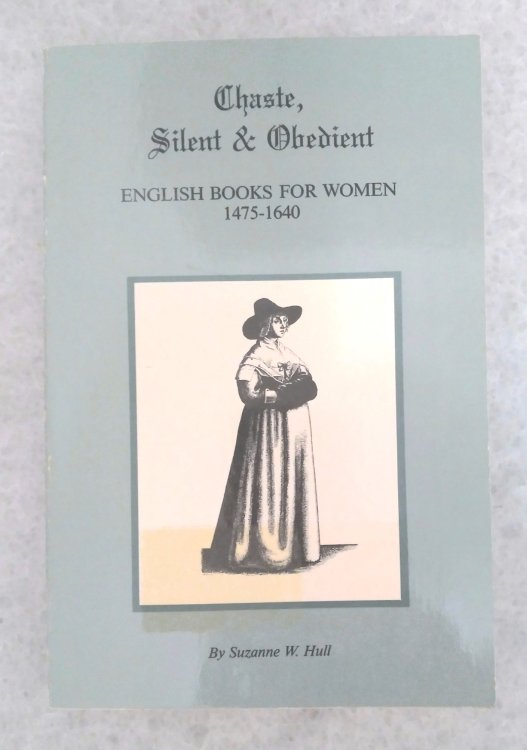 Chaste,
Silent & Obedient
ENGLISH BOOKS FOR WOMEN
1475-1640
By Suzanne W. Hull